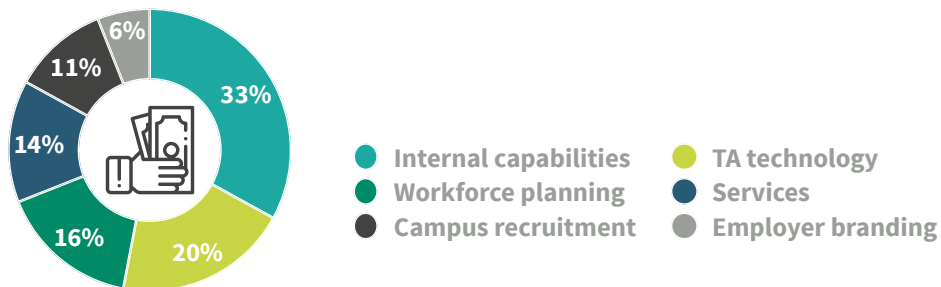 6%
11%
33%
14%
16%
20%
Internal capabilities
TA technology
Workforce planning
Services
Campus recruitment
Employer branding